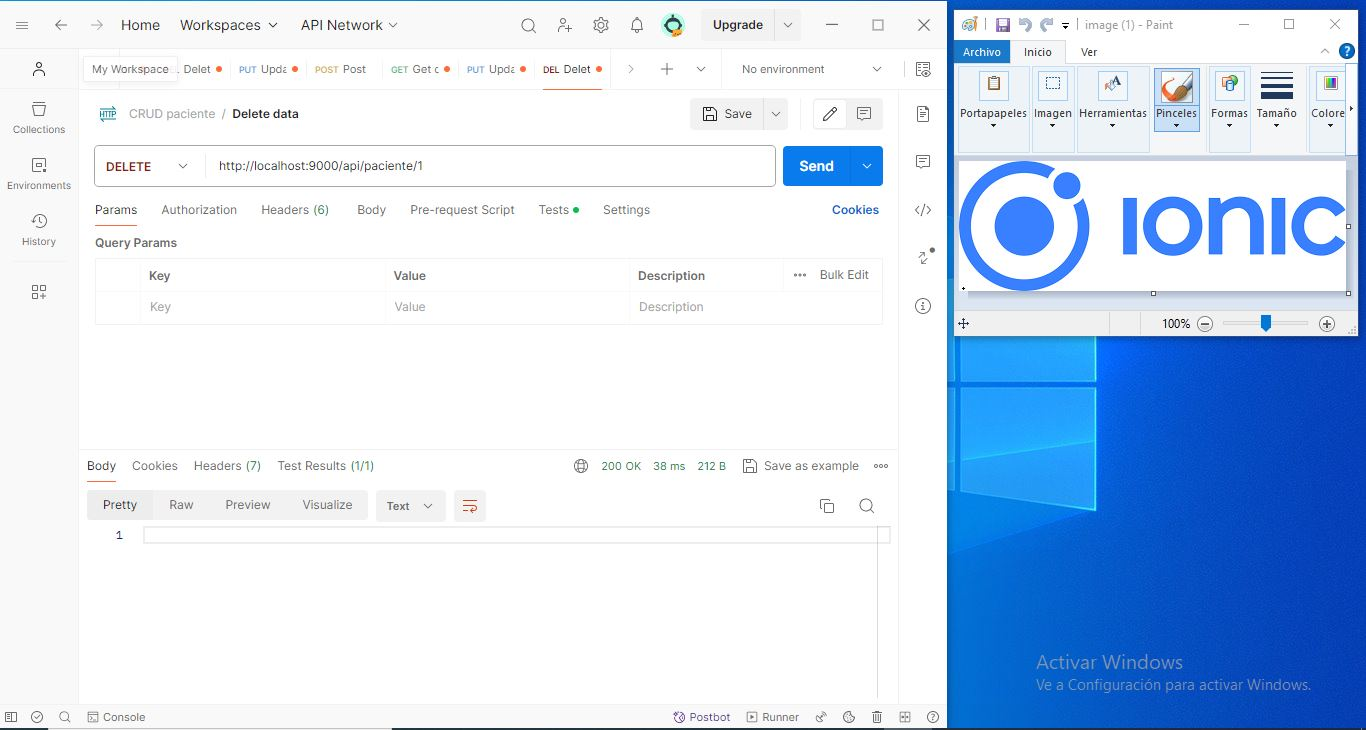 Home Workspaces API Network Upgrade
My Workspace Delet PUT Upda POST Post GET Get PUT Upda DEL Delet No environment
HTTP CRUD paciente / Delete data Save
DELETE http://localhost:9000/api/paciente/1 Send
Params Authorization Headers (6) Body Pre-request Script Tests Settings Cookies
Query Params
Key Value Description Bulk Edit
Key Value Description
Collections
Environments
History
Body Cookies Headers (7) Test Results (1/1) 200 OK 38 ms 212 B Save as example
Pretty Raw Preview Visualize Text
1
Console Postbot Runner
image (1) - Paint
Archivo Inicio Ver
Portapapeles Imagen Herramientas Pinceles Formas Tamaño Colore
ionic
100%
Activar Windows
Ve a Configuración para activar Windows.